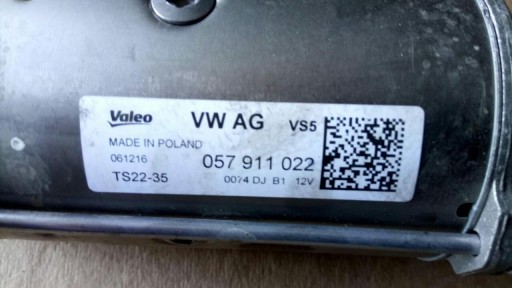 Valeo VW AG VS5
MADE IN POLAND
061216 057 911 022
TS22-35 0074 DJ B1 12V